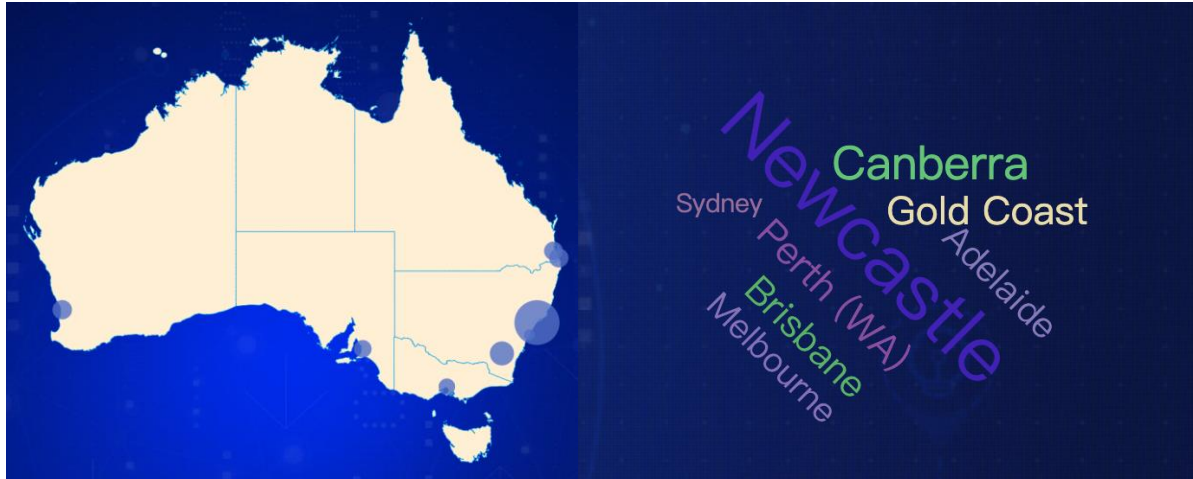 Newcastle
Canberra
Sydney
Gold Coast
Perth (WA)
Adelaide
Brisbane
Melbourne